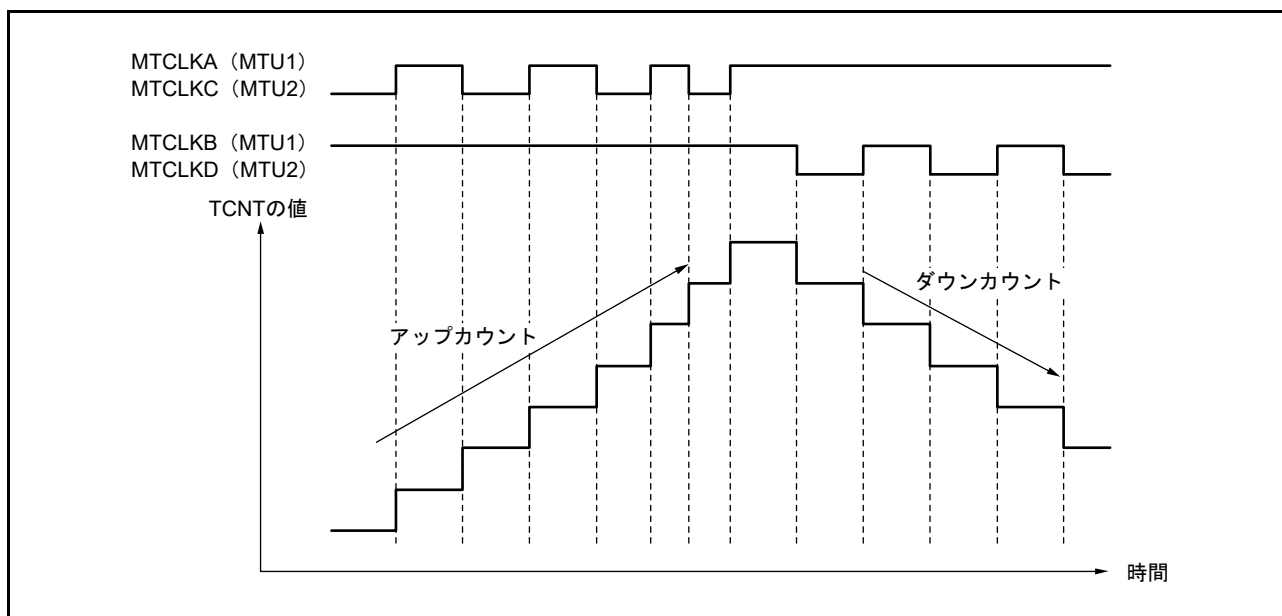 MTCLKA（MTU1）
MTCLKC（MTU2）
MTCLKB（MTU1）
MTCLKD（MTU2）
TCNTの値
ダウンカウント
アップカウント
時間